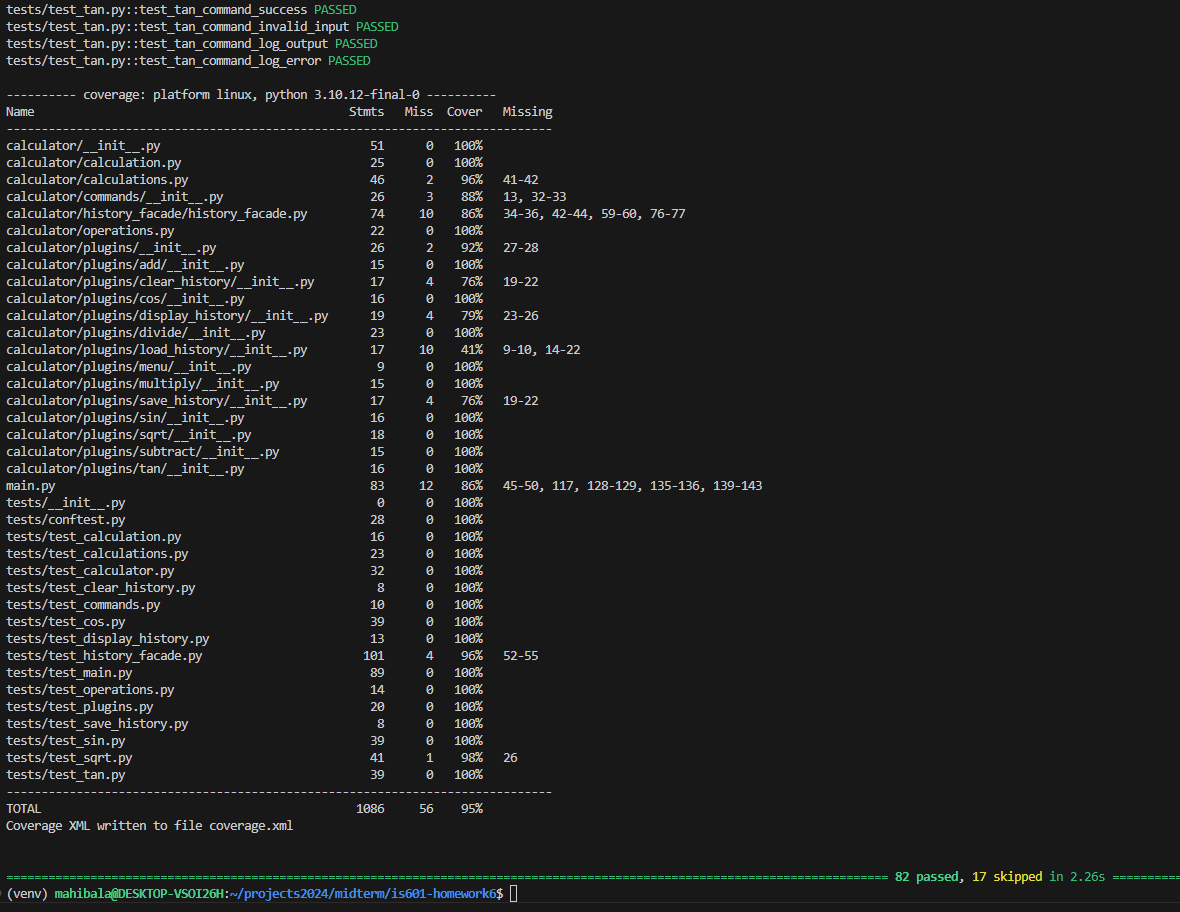 tests/test_tan.py::test_tan_command_success PASSED
tests/test_tan.py::test_tan_command_invalid_input PASSED
tests/test_tan.py::test_tan_command_log_output PASSED
tests/test_tan.py::test_tan_command_log_error PASSED
---------- coverage: platform linux, python 3.10.12-final-0 ----------
Name Stmts Miss Cover Missing
------------------------------------------------------------------------------
calculator/__init__.py 51 0 100%
calculator/calculation.py 25 0 100%
calculator/calculations.py 46 2 96% 41-42
calculator/commands/__init__.py 26 3 88% 13, 32-33
calculator/history_facade/history_facade.py 74 10 86% 34-36, 42-44, 59-60, 76-77
calculator/operations.py 22 0 100%
calculator/plugins/__init__.py 26 2 92% 27-28
calculator/plugins/add/__init__.py 15 0 100%
calculator/plugins/clear_history/__init__.py 17 4 76% 19-22
calculator/plugins/cos/__init__.py 16 0 100%
calculator/plugins/display_history/__init__.py 19 4 79% 23-26
calculator/plugins/divide/__init__.py 23 0 100%
calculator/plugins/load_history/__init__.py 17 10 41% 9-10, 14-22
calculator/plugins/menu/__init__.py 9 0 100%
calculator/plugins/multiply/__init__.py 15 0 100%
calculator/plugins/save_history/__init__.py 17 4 76% 19-22
calculator/plugins/sin/__init__.py 16 0 100%
calculator/plugins/sqrt/__init__.py 18 0 100%
calculator/plugins/subtract/__init__.py 15 0 100%
calculator/plugins/tan/__init__.py 16 0 100%
main.py 83 12 86% 45-50, 117, 128-129, 135-136, 139-143
tests/__init__.py 0 0 100%
tests/conftest.py 28 0 100%
tests/test_calculation.py 16 0 100%
tests/test_calculations.py 23 0 100%
tests/test_calculator.py 32 0 100%
tests/test_clear_history.py 8 0 100%
tests/test_commands.py 10 0 100%
tests/test_cos.py 39 0 100%
tests/test_display_history.py 13 0 100%
tests/test_history_facade.py 101 4 96% 52-55
tests/test_main.py 89 0 100%
tests/test_operations.py 14 0 100%
tests/test_plugins.py 20 0 100%
tests/test_save_history.py 8 0 100%
tests/test_sin.py 39 0 100%
tests/test_sqrt.py 41 1 98% 26
tests/test_tan.py 39 0 100%
------------------------------------------------------------------------------
TOTAL 1086 56 95%
Coverage XML written to file coverage.xml
============================== 82 passed, 17 skipped in 2.26s ==========
(venv) mahibala@DESKTOP-VSOI26H:~/projects2024/midterm/is601-homework6$